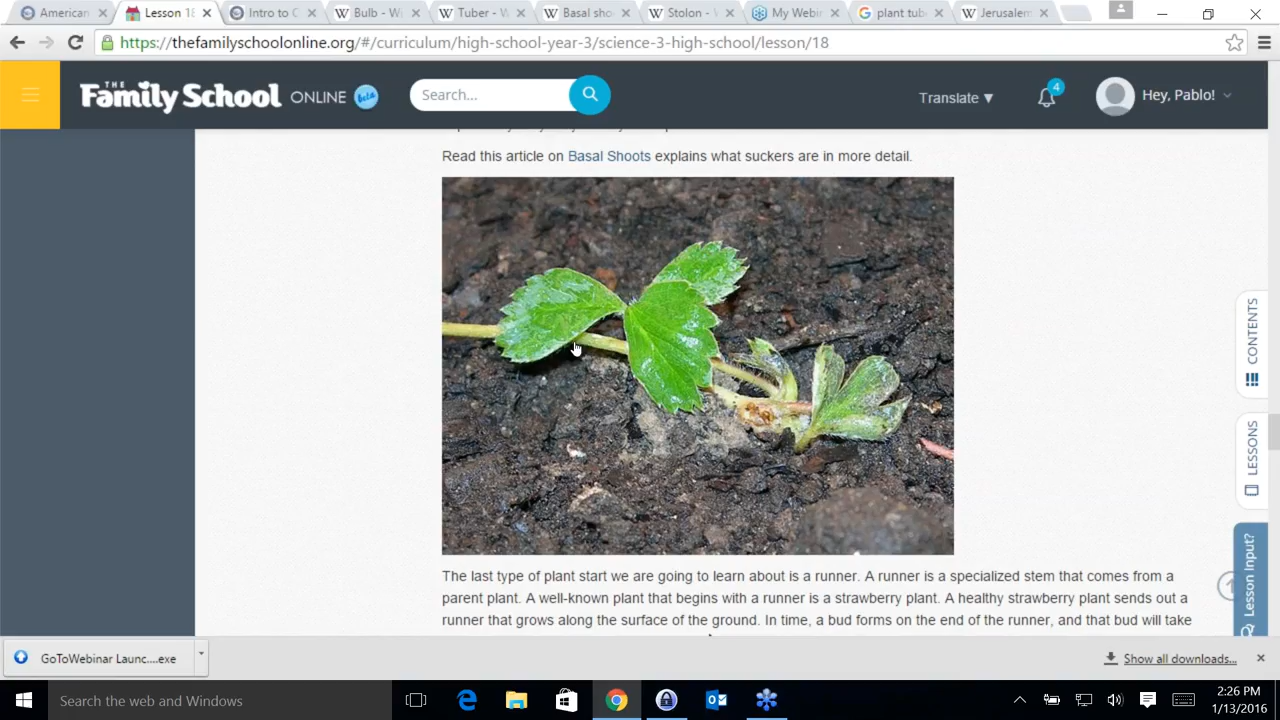 American
Lesson 18
Intro to C
Bulb - Wi
Tuber - W
Basal sho
Stolon -
My Webin
plant tub
Jerusalem
https://thefamilyschoolonline.org/#/curriculum/high-school-year-3/science-3-high-school/lesson/18
THE Family School ONLINE beta
Search...
Translate ▼
4
Hey, Pablo!
Read this article on Basal Shoots explains what suckers are in more detail.
CONTENTS
LESSONS
Lesson Input?
The last type of plant start we are going to learn about is a runner. A runner is a specialized stem that comes from a
parent plant. A well-known plant that begins with a runner is a strawberry plant. A healthy strawberry plant sends out a
runner that grows along the surface of the ground. In time, a bud forms on the end of the runner, and that bud will take
GoToWebinar Launc....exe
Show all downloads...
Search the web and Windows
2:26 PM
1/13/2016